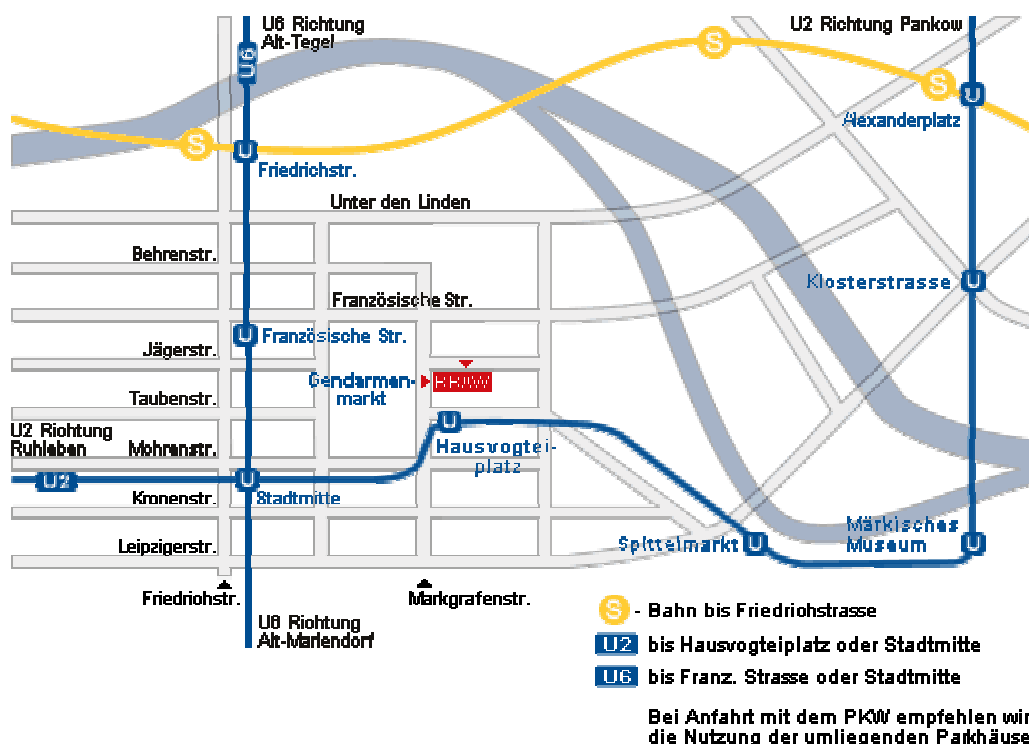 U6 Richtung
Alt-Tegel
U2 Richtung Pankow
U6
S
S
S
U
Alexanderplatz
U
Friedrichstr.
Unter den Linden
Behrenstr.
Klosterstrasse
U
Französische Str.
U
Französische Str.
Jägerstr.
Gendarmen-
markt
BBAW
Taubenstr.
U
U2 Richtung
Ruhleben
Mohrenstr.
Hausvogtei-
platz
U2
U
Kronenstr.
Stadtmitte
Märkisches
Museum
U
Spittelmarkt
U
Leipzigerstr.
Friedrichstr.
Markgrafenstr.
U6 Richtung
Alt-Mariendorf
S - Bahn bis Friedrichstrasse
U2 bis Hausvogteiplatz oder Stadtmitte
U6 bis Franz. Strasse oder Stadtmitte
Bei Anfahrt mit dem PKW empfehlen wir
die Nutzung der umliegenden Parkhäuse